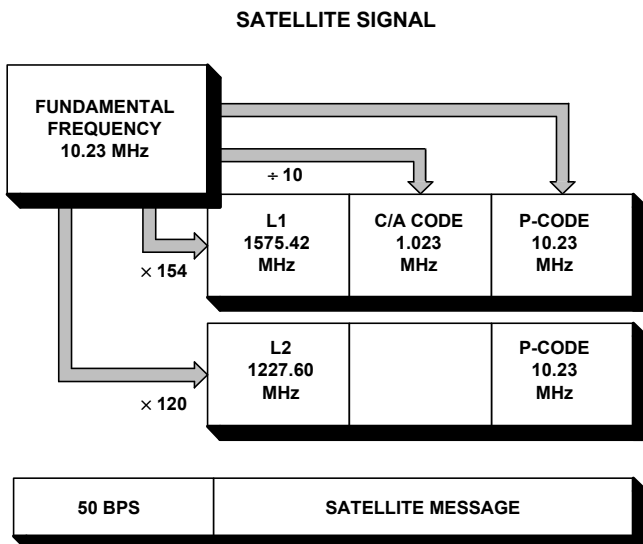 SATELLITE SIGNAL
FUNDAMENTAL
FREQUENCY
10.23 MHz
÷ 10
× 154
× 120
L1
1575.42
MHz
C/A CODE
1.023
MHz
P-CODE
10.23
MHz
L2
1227.60
MHz
P-CODE
10.23
MHz
50 BPS
SATELLITE MESSAGE